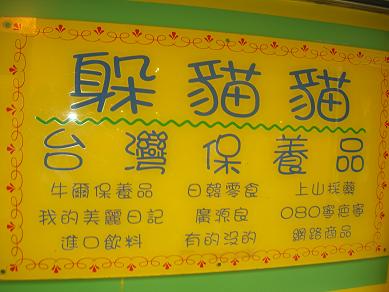 躲貓貓
台灣保養品
牛爾保養品 日韓零食 上山採藥
我的美麗日記 廣源良 080寧疤寧
進口飲料 有的沒的 網路商品